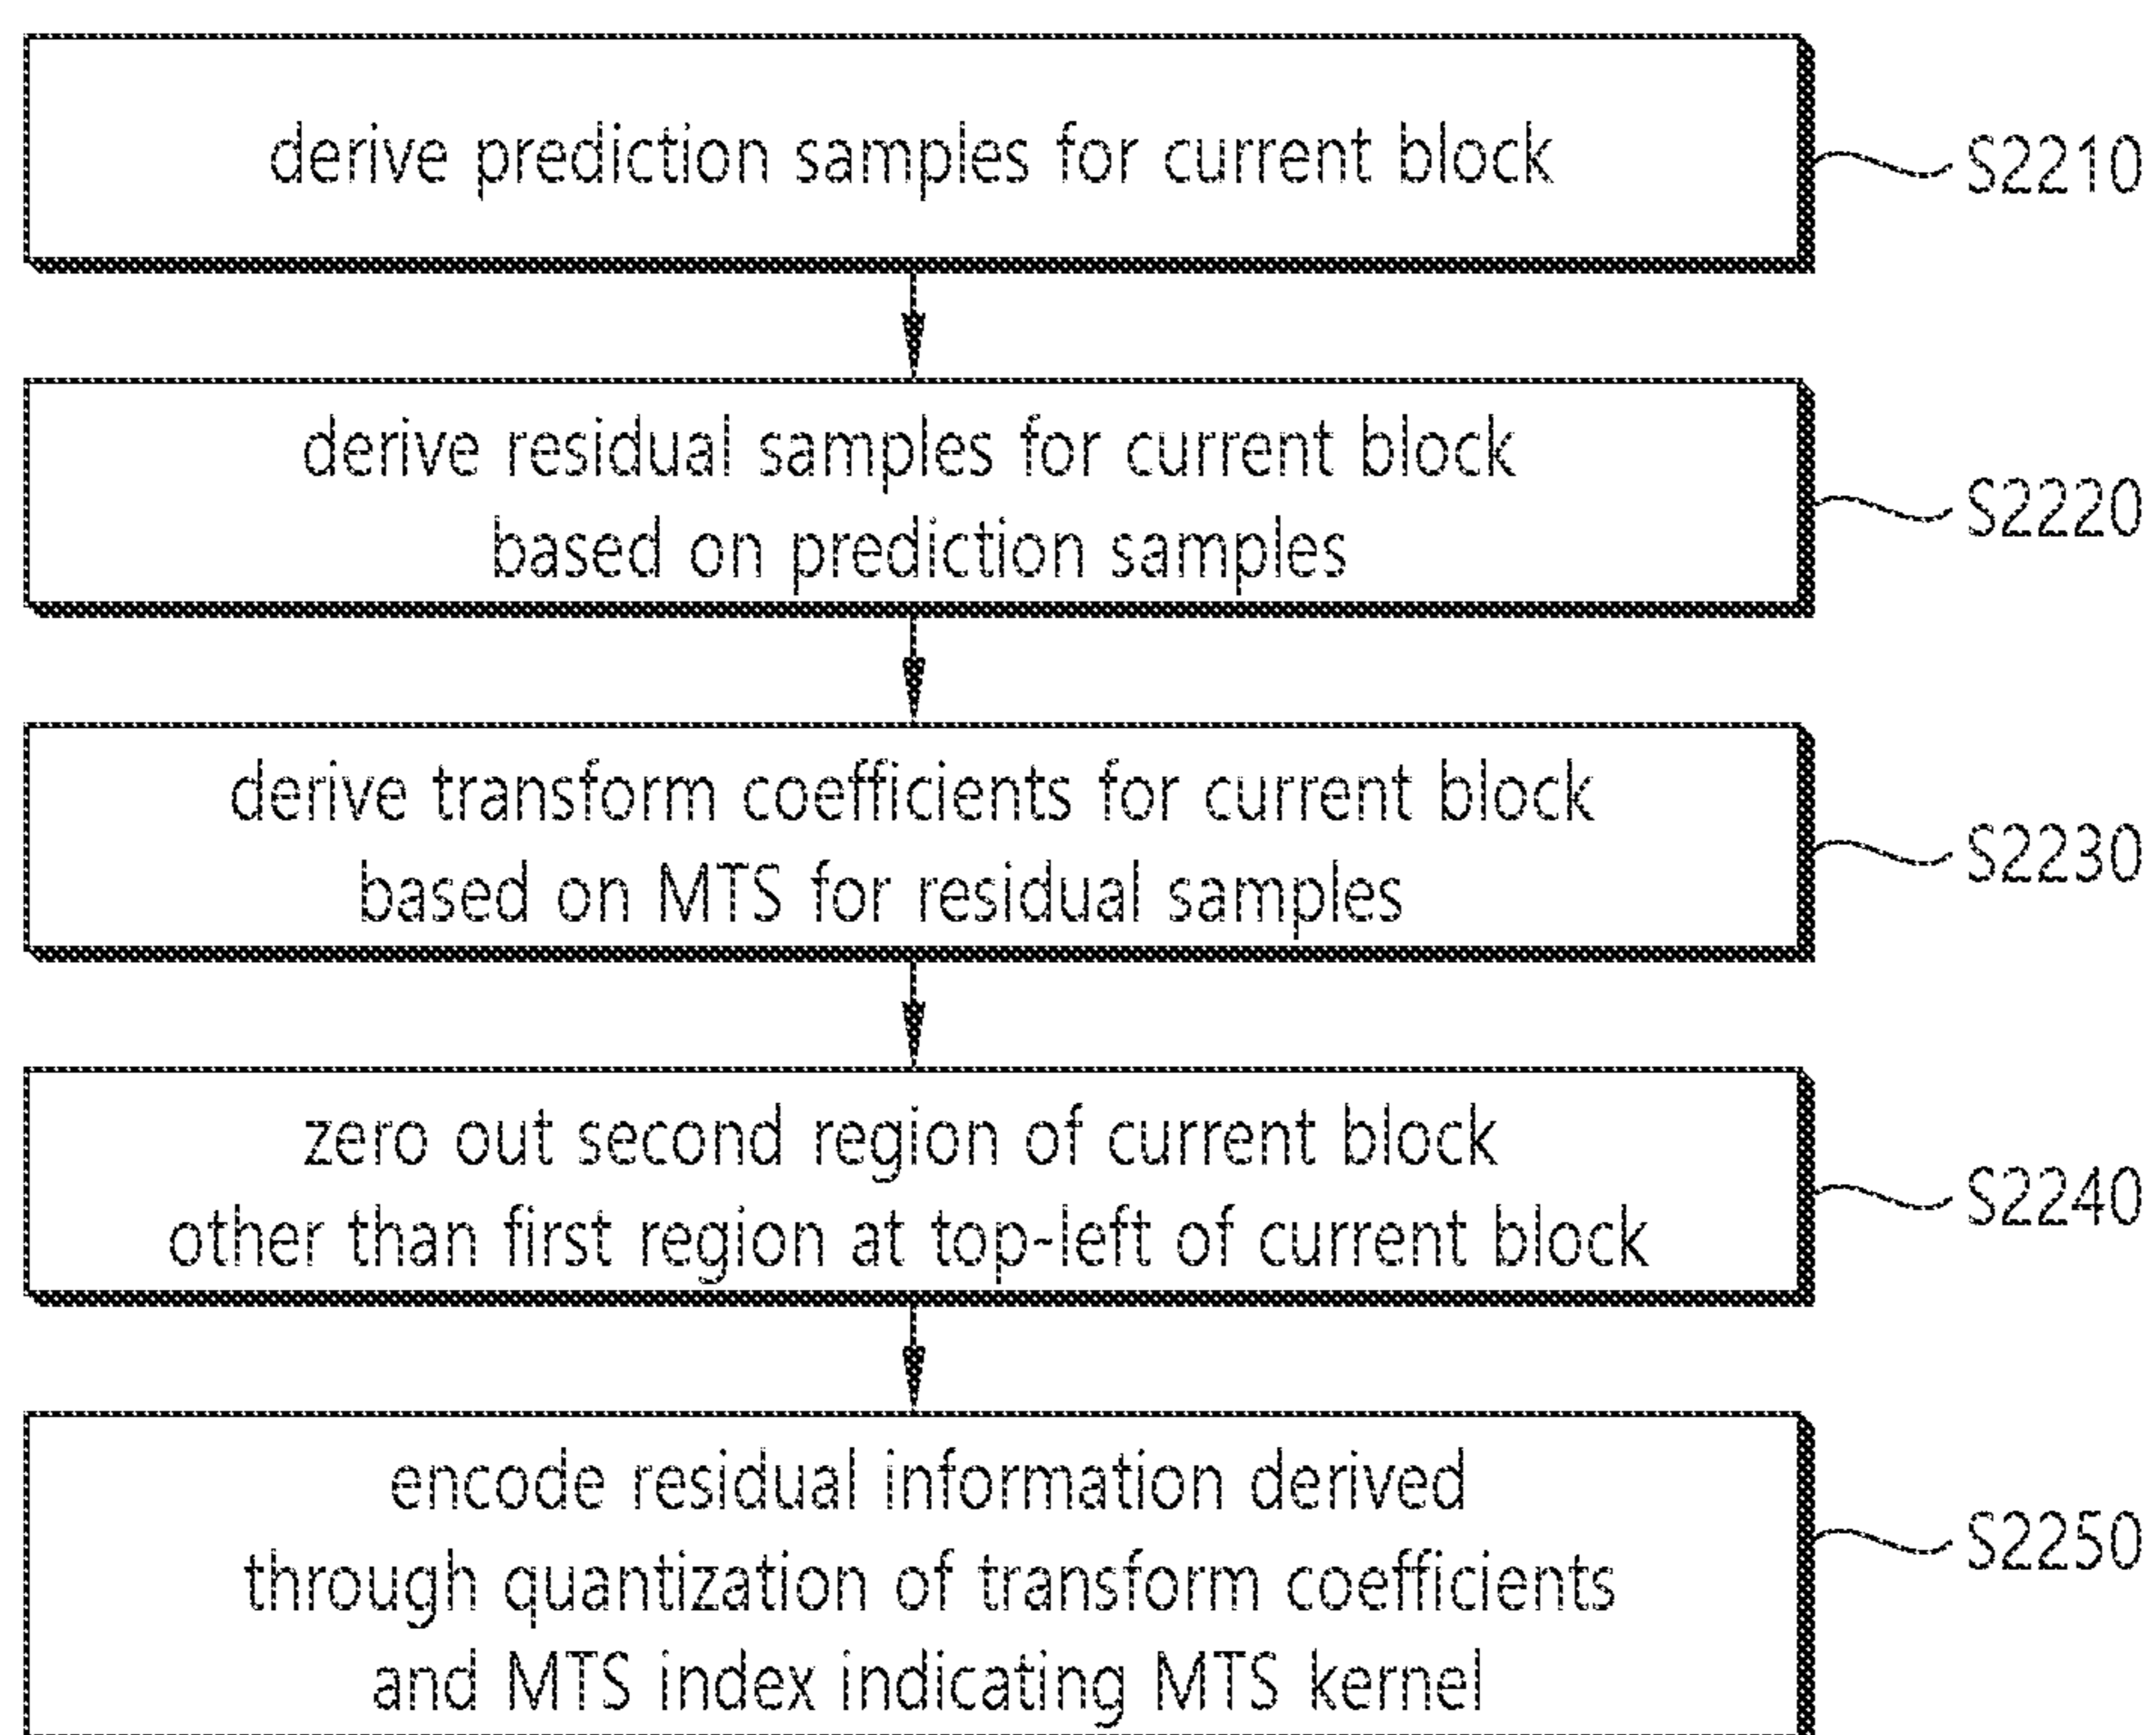 derive prediction samples for current block
S2210
derive residual samples for current block
based on prediction samples
S2220
derive transform coefficients for current block
based on MTS for residual samples
S2230
zero out second region of current block
other than first region at top-left of current block
S2240
encode residual information derived
through quantization of transform coefficients
and MTS index indicating MTS kernel
S2250